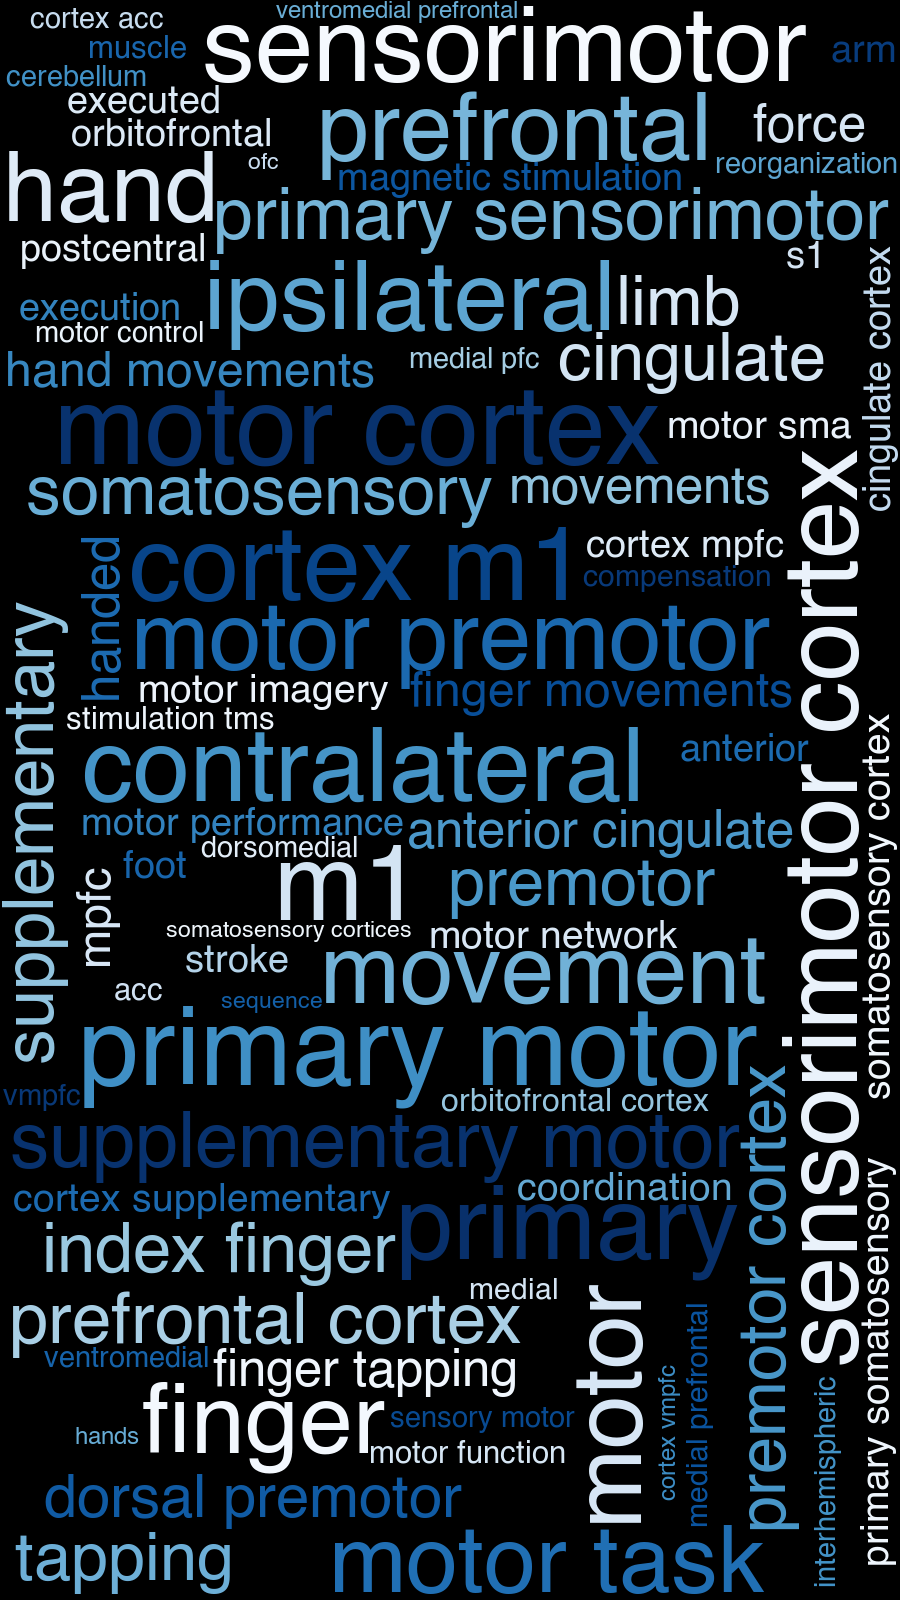 ventromedial prefrontal
cortex acc
sensorimotor
muscle
arm
cerebellum
executed
prefrontal
force
orbitofrontal
ofc
reorganization
hand
magnetic stimulation
primary sensorimotor
postcentral
s1
cingulate cortex
ipsilateral
limb
execution
motor control
cingulate
hand movements
medial pfc
motor cortex
motor sma
sensorimotor cortex
somatosensory
movements
handed
cortex m1
cortex mpfc
compensation
supplementary
motor premotor
motor imagery
finger movements
stimulation tms
somatosensory cortex
contralateral
anterior
motor performance
anterior cingulate
dorsomedial
m1
foot
premotor
mpfc
somatosensory cortices
motor network
stroke
movement
acc
sequence
primary motor
premotor cortex
vmpfc
orbitofrontal cortex
supplementary motor
primary somatosensory
cortex supplementary
coordination
primary
index finger
medial
motor
prefrontal cortex
medial prefrontal
ventromedial
finger tapping
cortex vmpfc
interhemispheric
finger
sensory motor
hands
motor function
dorsal premotor
tapping
motor task